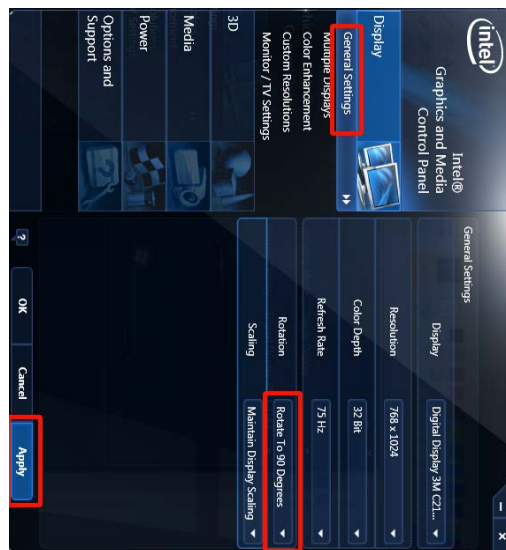 intel
Intel®
Graphics and Media
Control Panel
Display
General Settings
Multiple Displays
Color Enhancement
Custom Resolutions
Monitor / TV Settings
3D
Media
Power
Options and
Support
General Settings
Display
Digital Display 3M C21...
Resolution
768 x 1024
Color Depth
32 Bit
Refresh Rate
75 Hz
Rotation
Rotate To 90 Degrees
Scaling
Maintain Display Scaling
?
OK
Cancel
Apply